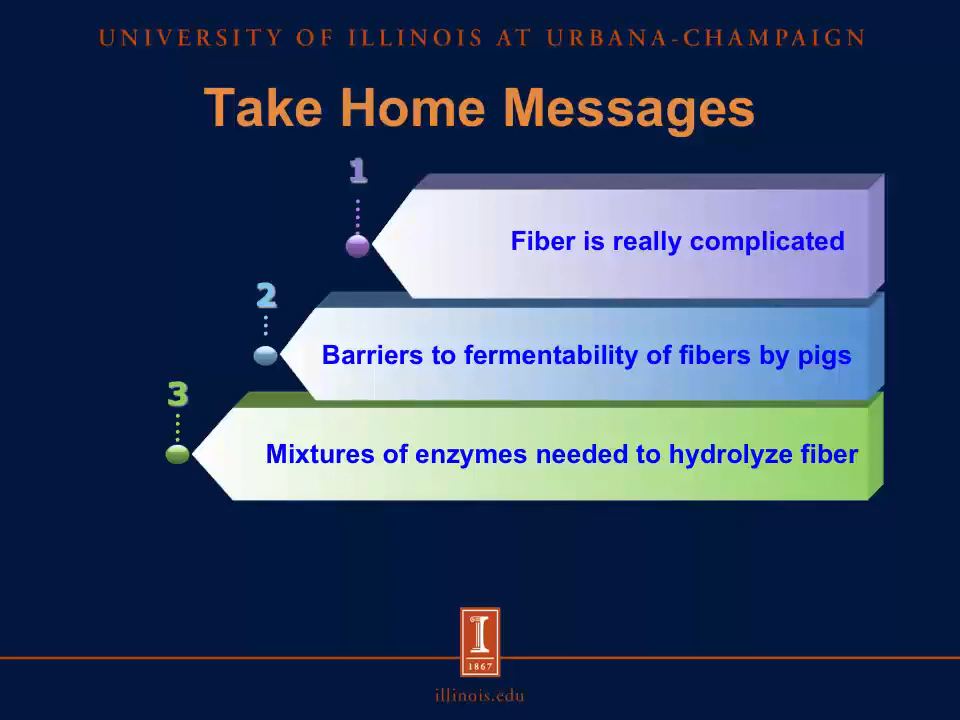 UNIVERSITY OF ILLINOIS AT URBANA-CHAMPAIGN
Take Home Messages
1
Fiber is really complicated
2
Barriers to fermentability of fibers by pigs
3
Mixtures of enzymes needed to hydrolyze fiber
I
1867
illinois.edu